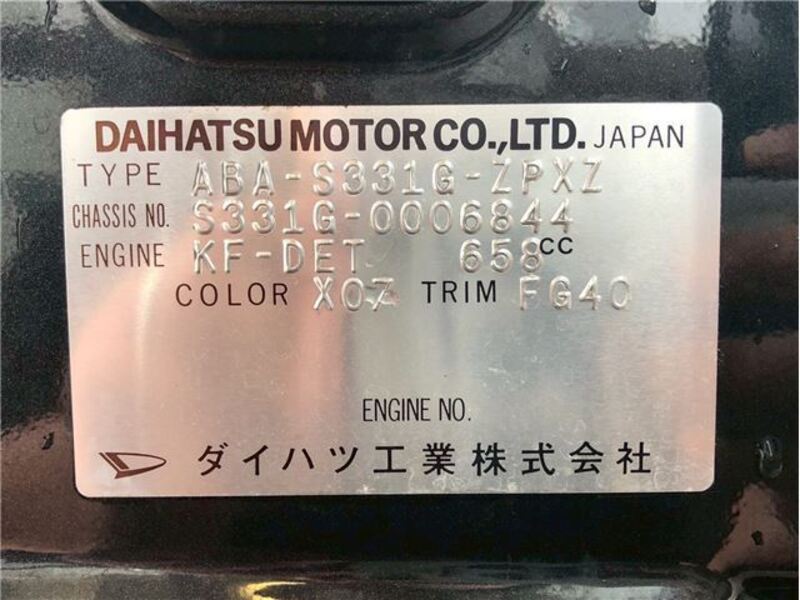 DAIHATSU MOTOR CO.,LTD. JAPAN
TYPE ABA-S331G-ZPXZ
CHASSIS NO. S331G-0006844
ENGINE KF-DET 658CC
COLOR X07 TRIM FG40
ENGINE NO.
ダイハツ工業株式会社